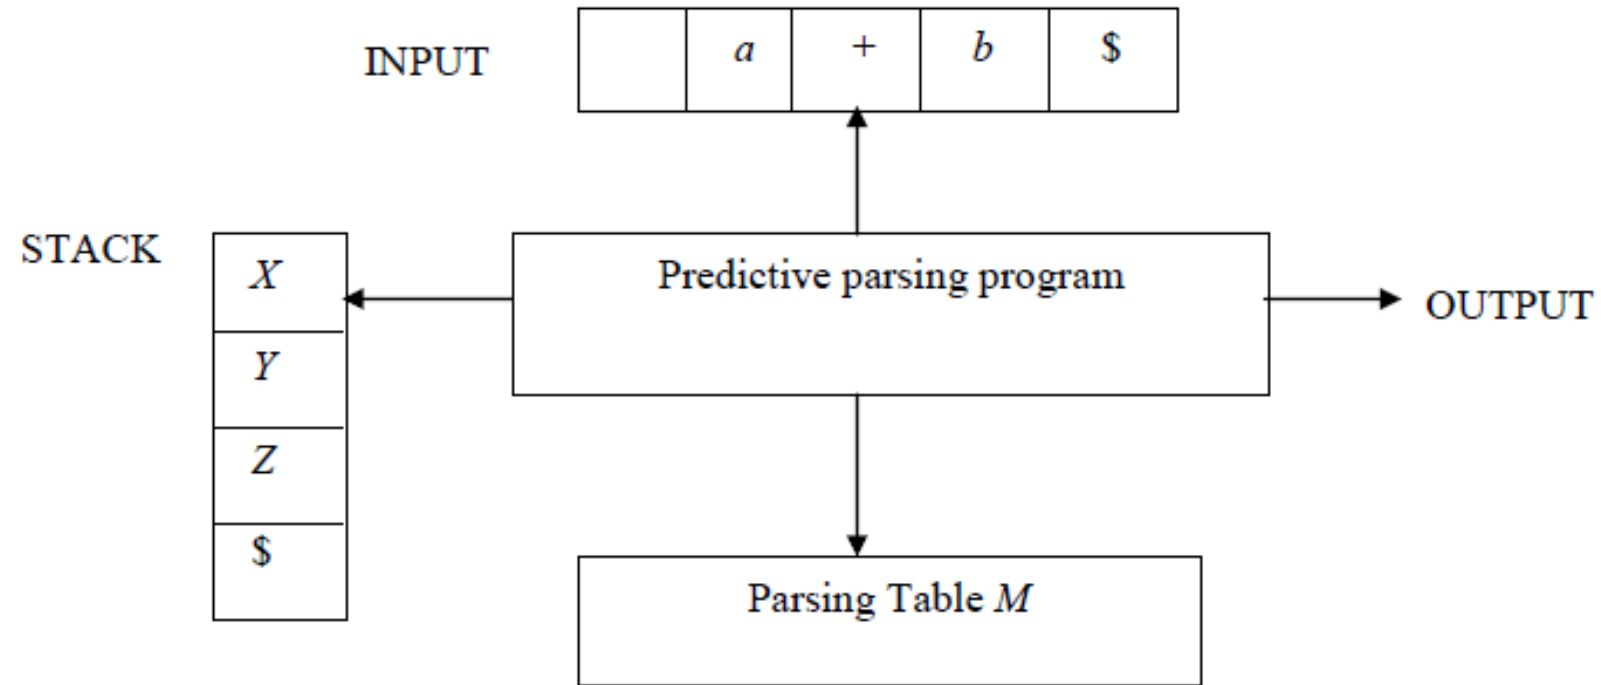 INPUT a + b $
STACK
X
Y
Z
$
Predictive parsing program
OUTPUT
Parsing Table M